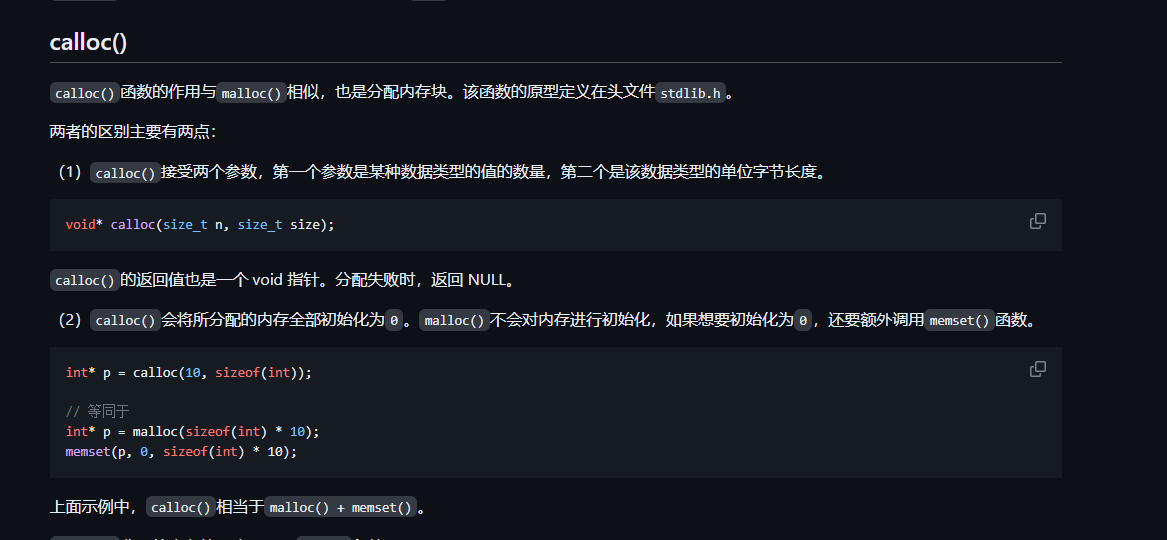 calloc()
calloc()函数的作用与malloc()相似，也是分配内存块。该函数的原型定义在头文件stdlib.h。
两者的区别主要有两点：
（1）calloc()接受两个参数，第一个参数是某种数据类型的值的数量，第二个是该数据类型的单位字节长度。
void* calloc(size_t n, size_t size);
calloc()的返回值也是一个 void 指针。分配失败时，返回 NULL。
（2）calloc()会将所分配的内存全部初始化为0。malloc()不会对内存进行初始化，如果想要初始化为0，还要额外调用memset()函数。
int* p = calloc(10, sizeof(int));
// 等同于
int* p = malloc(sizeof(int) * 10);
memset(p, 0, sizeof(int) * 10);
上面示例中，calloc()相当于malloc() + memset()。